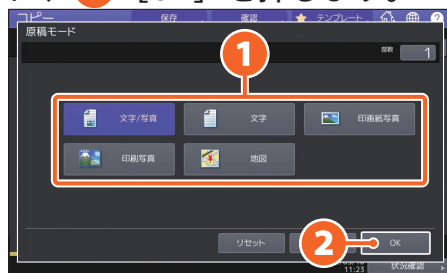 コピー 保存 確認 テンプレート
原稿モード
部数 1
1
文字/写真 文字 印画紙写真
印刷写真 地図
リセット OK
2
11:23 状況確認